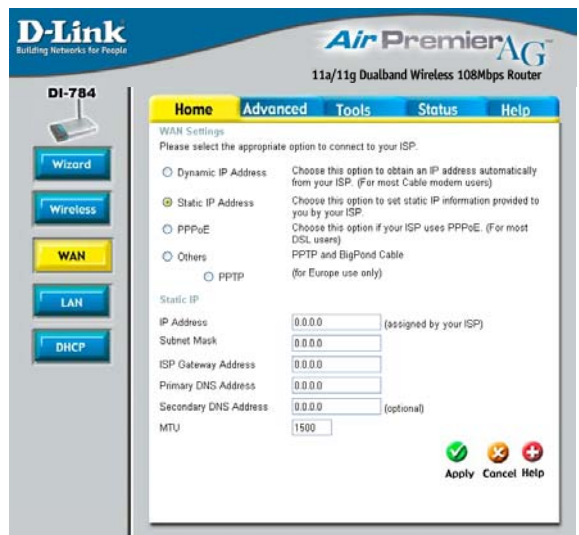 D-Link
Building Networks for People
Air PremierAG™
11a/11g Dualband Wireless 108Mbps Router
DI-784
Home Advanced Tools Status Help
Wizard
Wireless
WAN
LAN
DHCP
WAN Settings
Please select the appropriate option to connect to your ISP.
Dynamic IP Address Choose this option to obtain an IP address automatically
from your ISP. (For most Cable modem users)
Static IP Address Choose this option to set static IP information provided to
you by your ISP.
PPPoE Choose this option if your ISP uses PPPoE. (For most
DSL users)
Others PPTP and BigPond Cable
PPTP (for Europe use only)
Static IP
IP Address 0.0.0.0 (assigned by your ISP)
Subnet Mask 0.0.0.0
ISP Gateway Address 0.0.0.0
Primary DNS Address 0.0.0.0
Secondary DNS Address 0.0.0.0 (optional)
MTU 1500
Apply Cancel Help